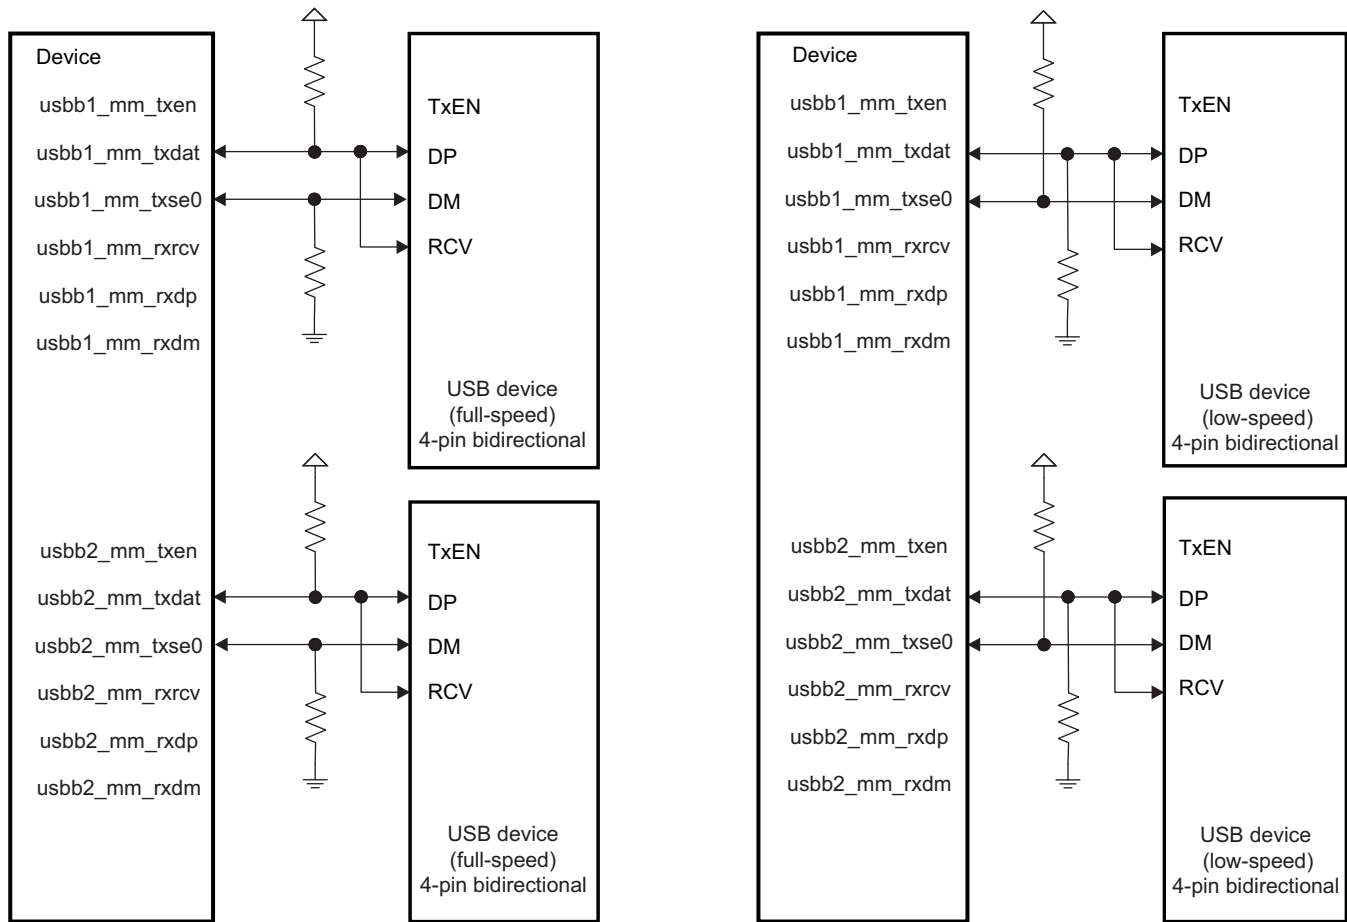 Device
usbb1_mm_txen
usbb1_mm_txdat
usbb1_mm_txse0
usbb1_mm_rxrcv
usbb1_mm_rxdp
usbb1_mm_rxdm
usbb2_mm_txen
usbb2_mm_txdat
usbb2_mm_txse0
usbb2_mm_rxrcv
usbb2_mm_rxdp
usbb2_mm_rxdm
TxEN
DP
DM
RCV
USB device
(full-speed)
4-pin bidirectional
TxEN
DP
DM
RCV
USB device
(full-speed)
4-pin bidirectional
Device
usbb1_mm_txen
usbb1_mm_txdat
usbb1_mm_txse0
usbb1_mm_rxrcv
usbb1_mm_rxdp
usbb1_mm_rxdm
usbb2_mm_txen
usbb2_mm_txdat
usbb2_mm_txse0
usbb2_mm_rxrcv
usbb2_mm_rxdp
usbb2_mm_rxdm
TxEN
DP
DM
RCV
USB device
(low-speed)
4-pin bidirectional
TxEN
DP
DM
RCV
USB device
(low-speed)
4-pin bidirectional